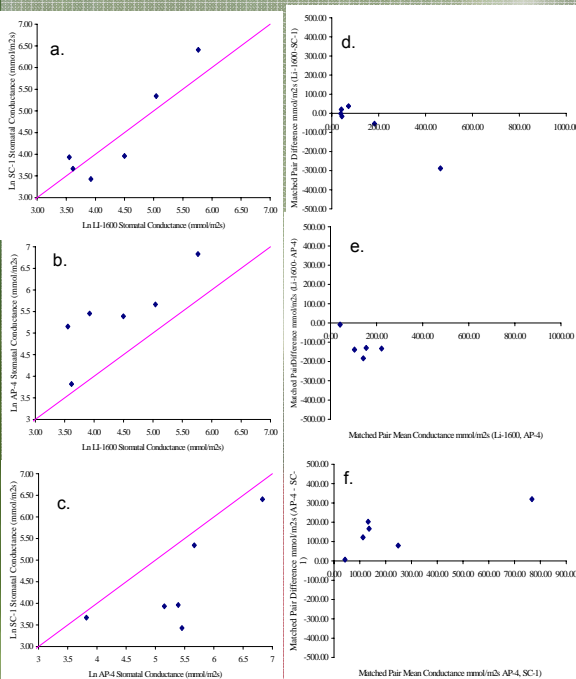 a.
Ln SC-1 Stomatal Conductance (mmol/m2s)
7.00
6.50
6.00
5.50
5.00
4.50
4.00
3.50
3.00
3.00 3.50 4.00 4.50 5.00 5.50 6.00 6.50 7.00
Ln LI-1600 Stomatal Conductance (mmol/m2s)
d.
Matched Pair Difference mmol/m2s (Li-1600-SC-1)
500.00
400.00
300.00
200.00
100.00
0.00
-100.00
-200.00
-300.00
-400.00
-500.00
0.00 200.00 400.00 600.00 800.00 1000.00
b.
Ln AP-4 Stomatal Conductance (mmol/m2s)
7
6.5
6
5.5
5
4.5
4
3.5
3
3.00 3.50 4.00 4.50 5.00 5.50 6.00 6.50 7.00
Ln LI-1600 Stomatal Conductance (mmol/m2s)
e.
Matched PairDifference mmol/m2s (Li-1600- AP-4)
500.00
400.00
300.00
200.00
100.00
0.00
-100.00
-200.00
-300.00
-400.00
-500.00
0.00 200.00 400.00 600.00 800.00 1000.00
Matched Pair Mean Conductance mmol/m2s (Li-1600, AP-4)
c.
Ln SC-1 Stomatal Conductance (mmol/m2s)
7.00
6.50
6.00
5.50
5.00
4.50
4.00
3.50
3.00
3 3.5 4 4.5 5 5.5 6 6.5 7
Ln AP-4 Stomatal Conductance (mmol/m2s)
f.
Matched Pair Difference mmol/m2s (AP-4 - SC-
1)
500.00
400.00
300.00
200.00
100.00
0.00
-100.00
-200.00
-300.00
-400.00
-500.00
0.00 100.00 200.00 300.00 400.00 500.00 600.00 700.00 800.00 900.00
Matched Pair Mean Conductance mmol/m2s AP-4, SC-1)